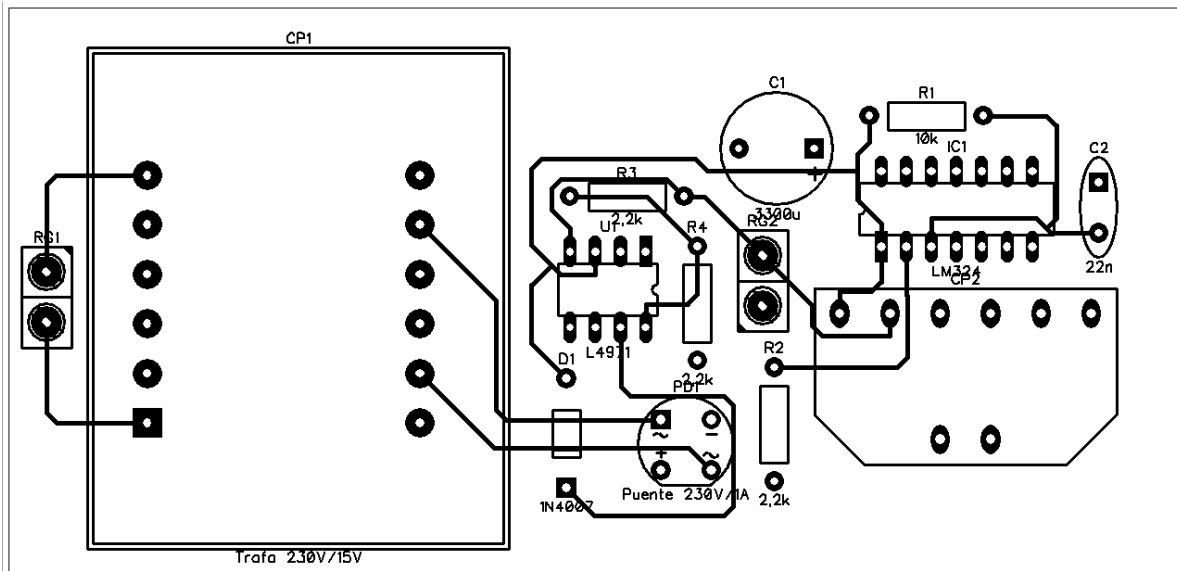 CP1
C1
R1
10k
IC1
C2
R3
2,2k
3300u
+
U1
R4
RG2
RG1
LM324
22n
CP2
L4971
D1
2,2k
R2
PD1
~ -
+ ~
Puente 230V/1A
2,2k
1N4007
Trafo 230V/15V